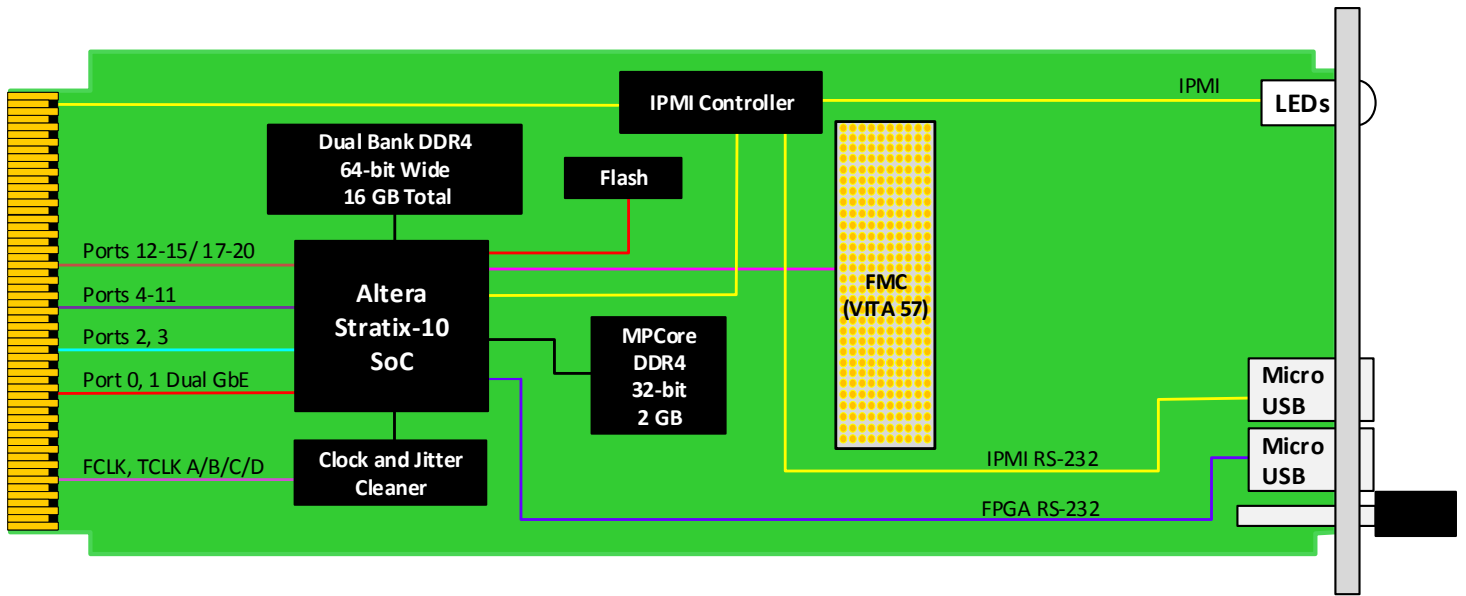 IPMI
IPMI Controller
LEDs
Dual Bank DDR4
64-bit Wide
16 GB Total
Flash
Ports 12-15/ 17-20
Ports 4-11
Ports 2, 3
Port 0, 1 Dual GbE
Altera
Stratix-10
SoC
FMC
(VITA 57)
MPCore
DDR4
32-bit
2 GB
Micro
USB
Micro
USB
FCLK, TCLK A/B/C/D
Clock and Jitter
Cleaner
IPMI RS-232
FPGA RS-232